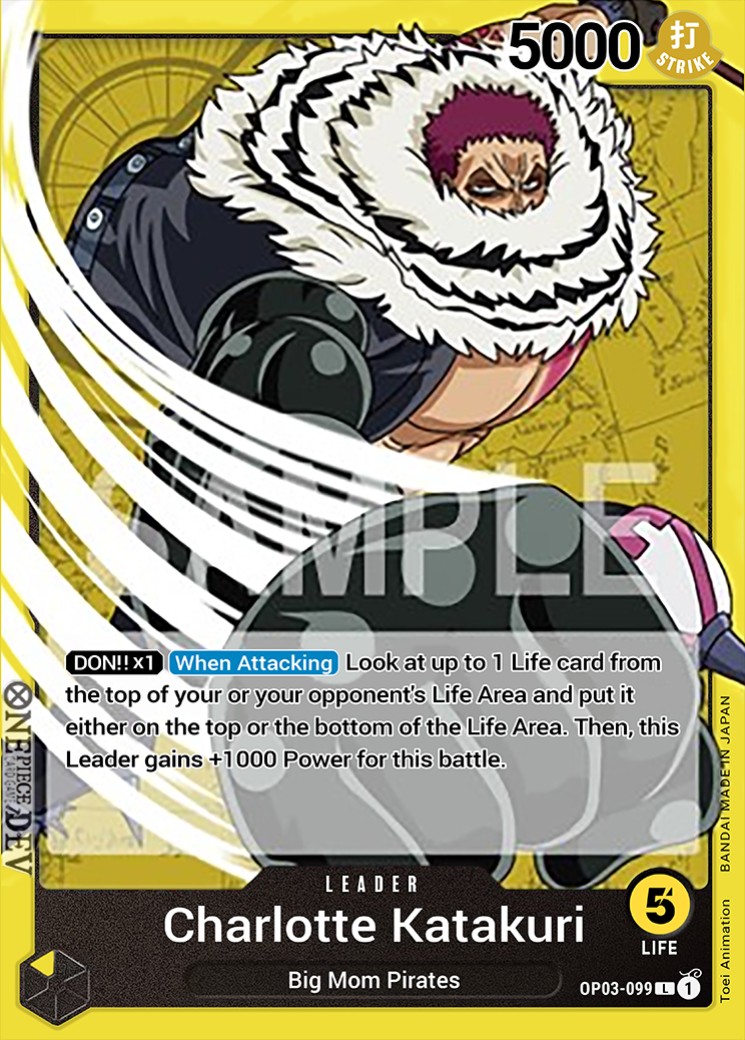 5000
打
STRIKE
SAMPLE
DON!! x1 When Attacking Look at up to 1 Life card from
the top of your or your opponent's Life Area and put it
either on the top or the bottom of the Life Area. Then, this
Leader gains +1000 Power for this battle.
ONE PIECE
DEV
BANDAI MADE IN JAPAN
Toei Animation
LEADER
Charlotte Katakuri
5
LIFE
Big Mom Pirates
OP03-099 L 1